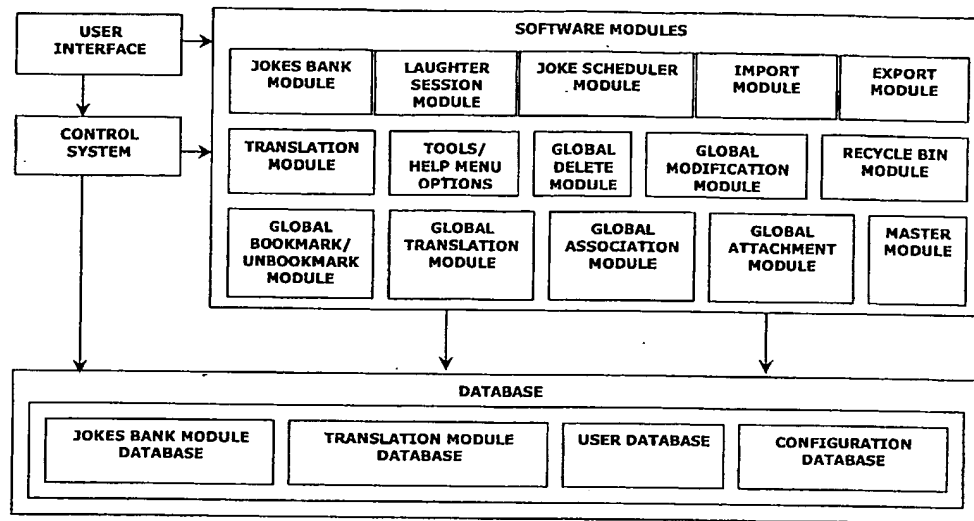 USER
INTERFACE
CONTROL
SYSTEM
SOFTWARE MODULES
JOKES BANK
MODULE
LAUGHTER
SESSION
MODULE
JOKE SCHEDULER
MODULE
IMPORT
MODULE
EXPORT
MODULE
TRANSLATION
MODULE
TOOLS/
HELP MENU
OPTIONS
GLOBAL
DELETE
MODULE
GLOBAL
MODIFICATION
MODULE
RECYCLE BIN
MODULE
GLOBAL
BOOKMARK/
UNBOOKMARK
MODULE
GLOBAL
TRANSLATION
MODULE
GLOBAL
ASSOCIATION
MODULE
GLOBAL
ATTACHMENT
MODULE
MASTER
MODULE
DATABASE
JOKES BANK MODULE
DATABASE
TRANSLATION MODULE
DATABASE
USER DATABASE
CONFIGURATION
DATABASE